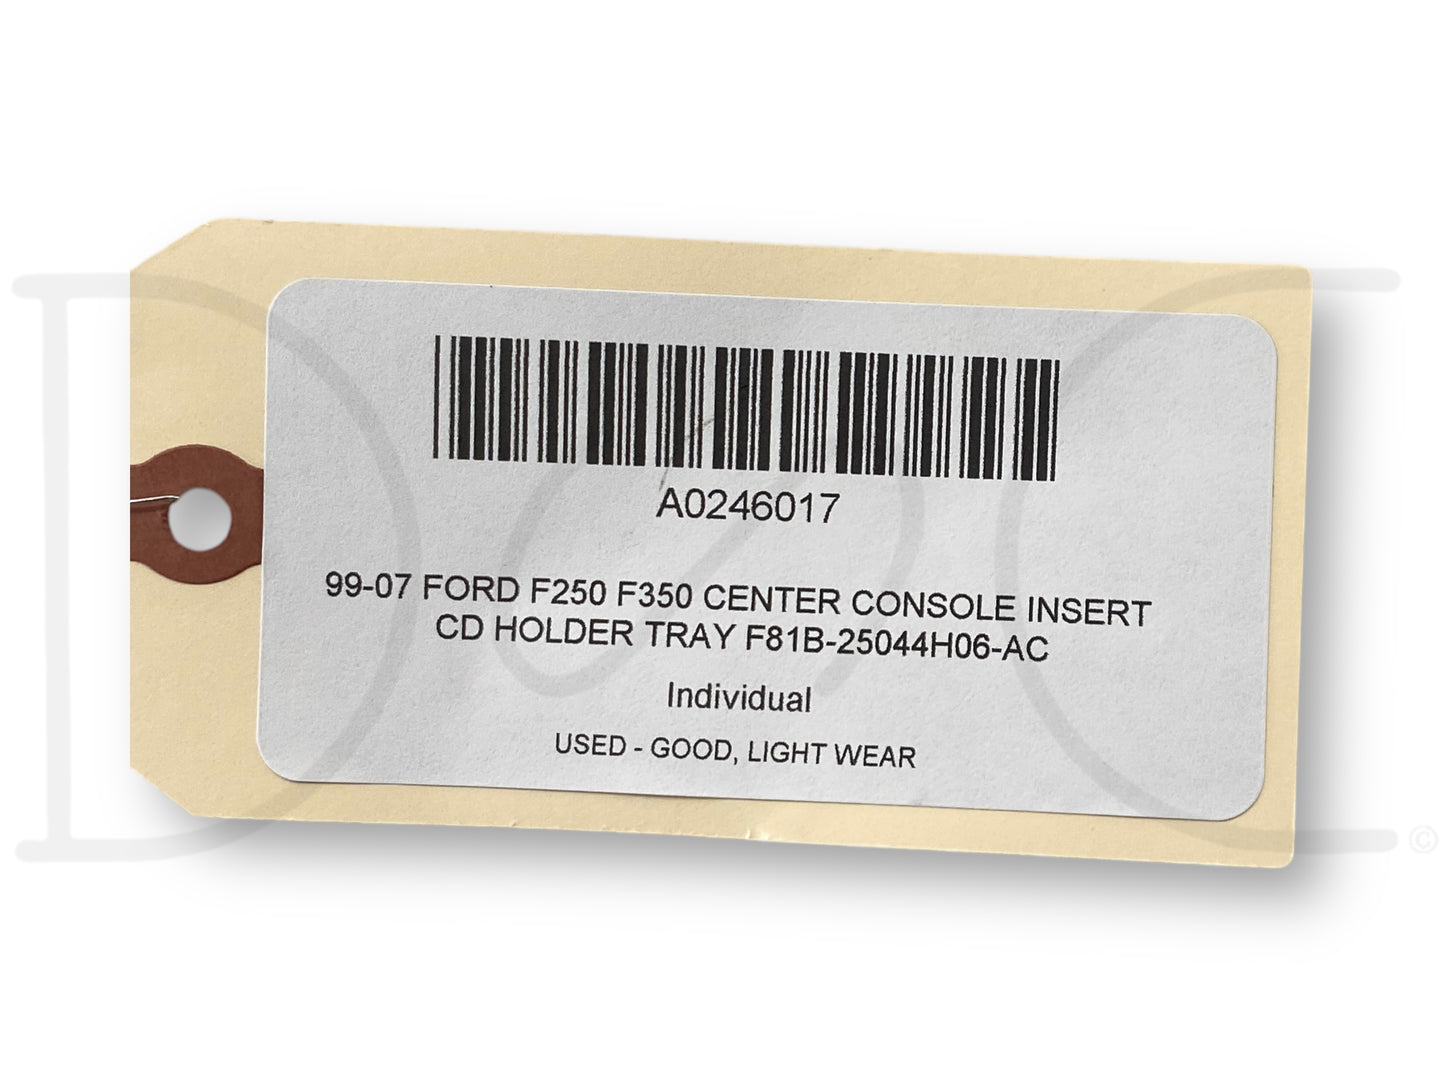 A0246017
99-07 FORD F250 F350 CENTER CONSOLE INSERT
CD HOLDER TRAY F81B-25044H06-AC
Individual
USED - GOOD, LIGHT WEAR
D C
©